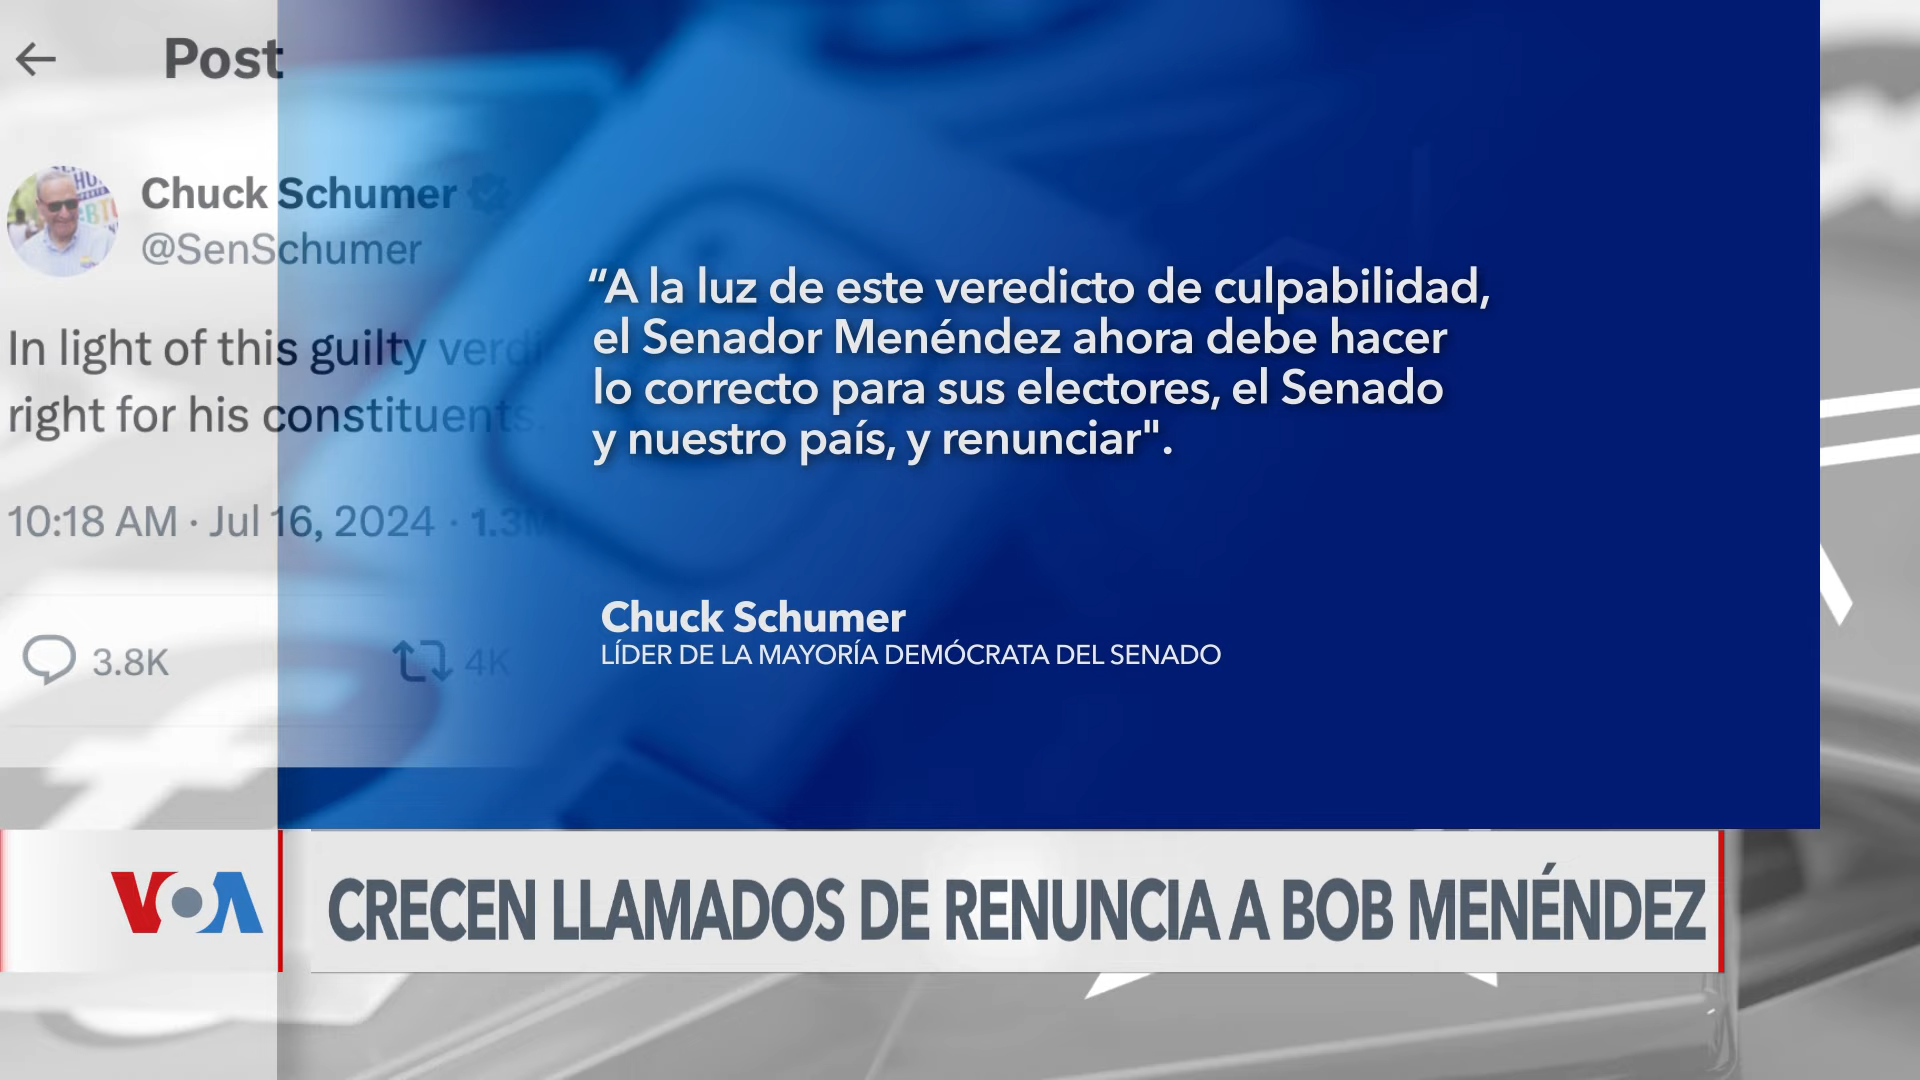 Post
Chuck Schumer
@SenSchumer
In light of this guilty
right for his constituents.
10:18 AM · Jul 16, 2024 · 1.3M
3.8K
4K
“A la luz de este veredicto de culpabilidad,
el Senador Menéndez ahora debe hacer
lo correcto para sus electores, el Senado
y nuestro país, y renunciar".
Chuck Schumer
LÍDER DE LA MAYORÍA DEMÓCRATA DEL SENADO
VOA
CRECEN LLAMADOS DE RENUNCIA A BOB MENÉNDEZ